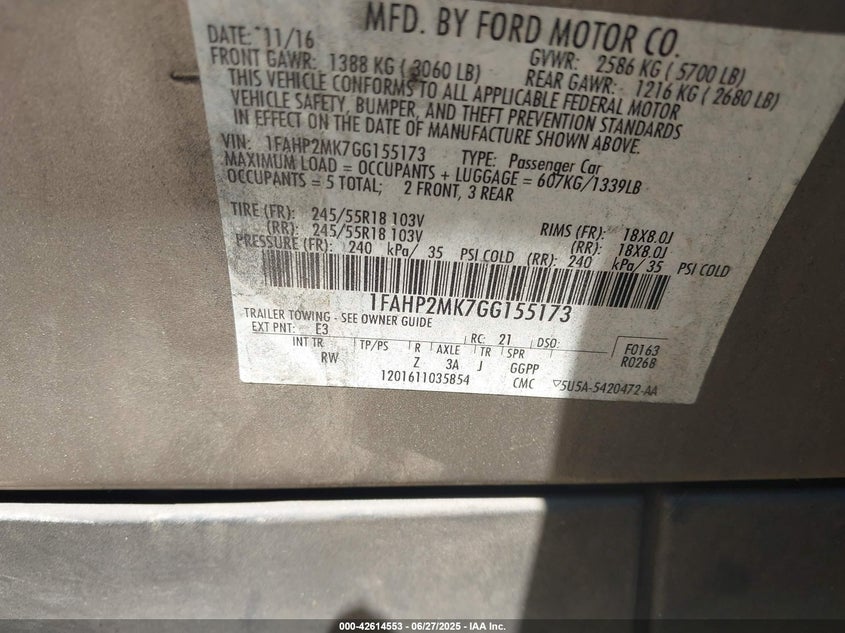 MFD. BY FORD MOTOR CO.
DATE: 11/16
GVWR: 2586 KG ( 5700 LB)
FRONT GAWR: 1388 KG ( 3060 LB)
REAR GAWR: 1216 KG ( 2680 LB)
THIS VEHICLE CONFORMS TO ALL APPLICABLE FEDERAL MOTOR
VEHICLE SAFETY, BUMPER, AND THEFT PREVENTION STANDARDS
IN EFFECT ON THE DATE OF MANUFACTURE SHOWN ABOVE.
VIN: 1FAHP2MK7GG155173 TYPE: Passenger Car
MAXIMUM LOAD = OCCUPANTS + LUGGAGE = 607KG/1339LB
OCCUPANTS = 5 TOTAL; 2 FRONT, 3 REAR
TIRE (FR): 245/55R18 103V RIMS (FR): 18X8.0J
(RR): 245/55R18 103V (RR): 18X8.0J
PRESSURE (FR): 240 kPa/ 35 PSI COLD (RR): 240 kPa/ 35 PSI COLD
1FAHP2MK7GG155173
TRAILER TOWING - SEE OWNER GUIDE
EXT PNT: E3 RC: 21 DSO: F0163
INT TR TP/PS R AXLE TR SPR R0268
RW Z 3A J GGPP
1201611035854 CMC ▽5U5A-5420472-AA
000-42614553 - 06/27/2025 - IAA Inc.